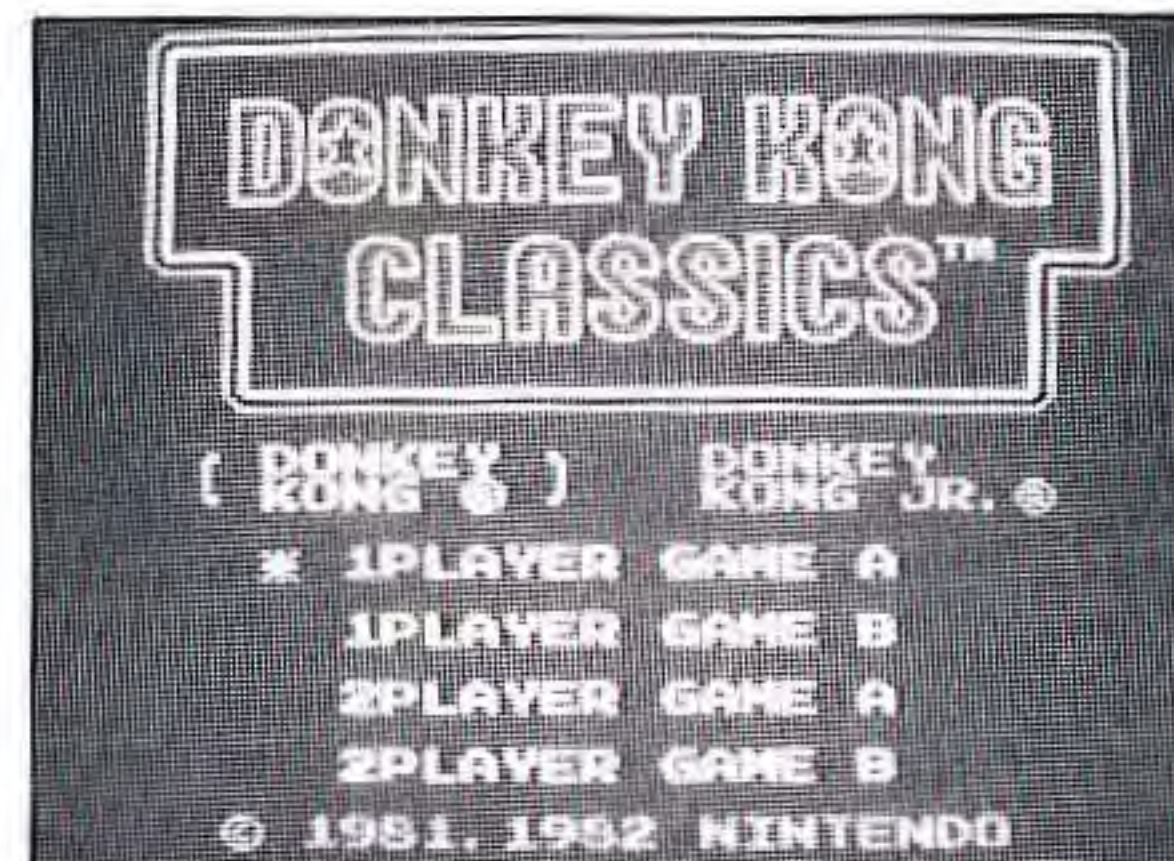 DONKEY KONG
CLASSICS™
( DONKEY ) DONKEY
KONG ® KONG JR. ®
* 1PLAYER GAME A
1PLAYER GAME B
2PLAYER GAME A
2PLAYER GAME B
© 1981, 1982 NINTENDO